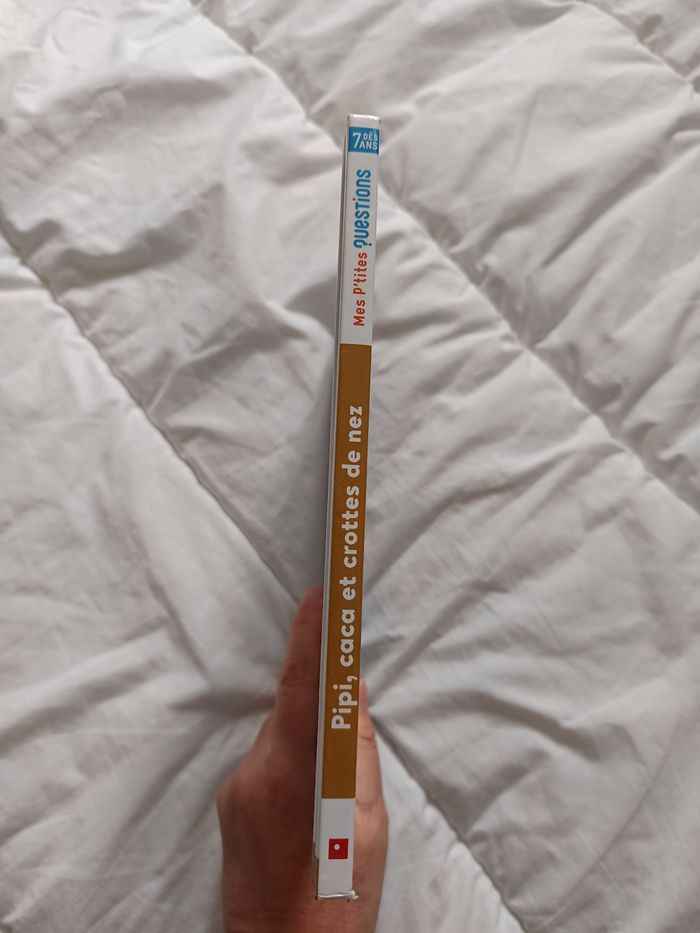 7 DÈS
ANS
Mes P'tites QUESTIONS
Pipi, caca et crottes de nez